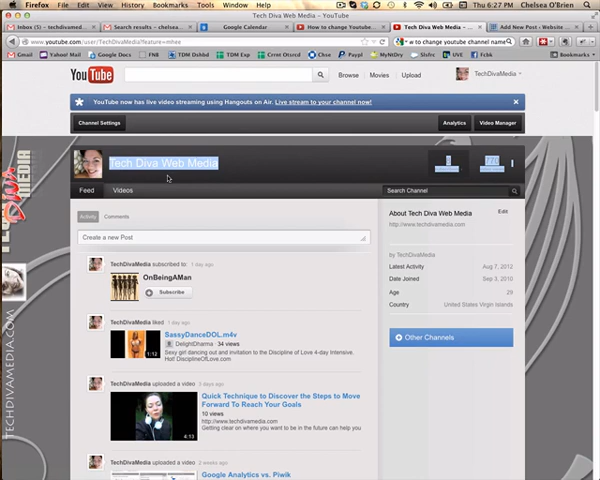 Firefox File Edit View History Bookmarks Tools Window Help
Thu 6:27 PM Chelsea O'Brien
Tech Diva Web Media – YouTube
Inbox (5) – techdivamedia@... Search results – chelsea... Google Calendar How to change Youtube... Tech Diva Web Media – ... Add New Post ‹ Website ...
www.youtube.com/user/TechDivaMedia?feature=mhee
w to change youtube channel name
Gmail Yahoo! Mail Google Docs TDM Dshbd TDM Exp Crrnt Otsrcd Chse Paypl MyNtDry Skydrive TDM FcebkPg Bookmarks
YouTube
Browse Movies Upload
TechDivaMedia
YouTube now has live video streaming using Hangouts on Air. Live stream to your channel now!
Channel Settings
Analytics Video Manager
Tech Diva Web Media
770
Feed Videos
Search Channel
Activity Comments
Create a new Post
TechDivaMedia subscribed to: 1 day ago
OnBeingAMan
Subscribe
TechDivaMedia liked 1 day ago
SassyDanceDOL.m4v
DelightDharma 34 views
Sexy girl dancing out and invitation to the Discipline of Love 4-day Intensive.
Hot! DisciplineOfLove.com
1:12
TechDivaMedia uploaded a video 3 days ago
Quick Technique to Discover the Steps to Move
Forward To Reach Your Goals
10 views
http://www.techdivamedia.com
Getting clear on where you want to be in the future can help you
4:13
TechDivaMedia uploaded a video 2 weeks ago
Google Analytics vs. Piwik
About Tech Diva Web Media Edit
http://www.techdivamedia.com
by TechDivaMedia
Latest Activity Aug 7, 2012
Date Joined Sep 3, 2010
Age 29
Country United States Virgin Islands
Other Channels
TECH DIVA MEDIA
TECHDIVAMEDIA.COM